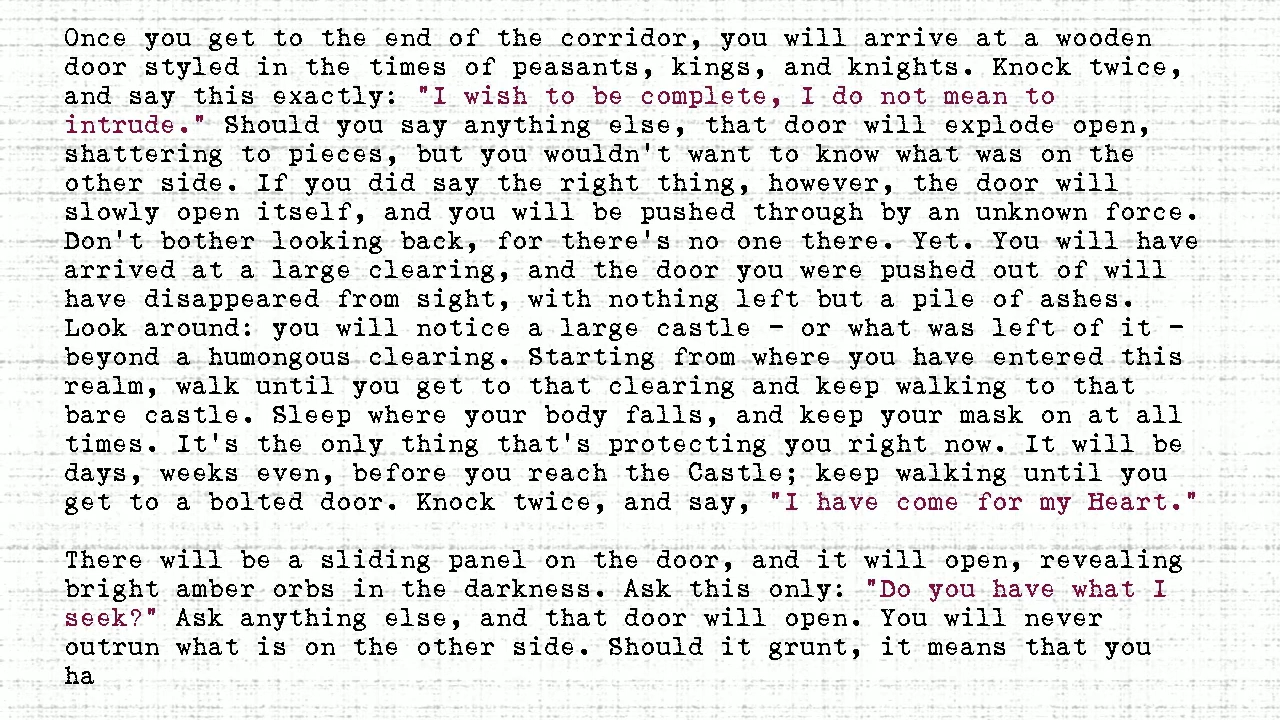 Once you get to the end of the corridor, you will arrive at a wooden
door styled in the times of peasants, kings, and knights. Knock twice,
and say this exactly: "I wish to be complete, I do not mean to
intrude." Should you say anything else, that door will explode open,
shattering to pieces, but you wouldn't want to know what was on the
other side. If you did say the right thing, however, the door will
slowly open itself, and you will be pushed through by an unknown force.
Don't bother looking back, for there's no one there. Yet. You will have
arrived at a large clearing, and the door you were pushed out of will
have disappeared from sight, with nothing left but a pile of ashes.
Look around: you will notice a large castle - or what was left of it -
beyond a humongous clearing. Starting from where you have entered this
realm, walk until you get to that clearing and keep walking to that
bare castle. Sleep where your body falls, and keep your mask on at all
times. It's the only thing that's protecting you right now. It will be
days, weeks even, before you reach the Castle; keep walking until you
get to a bolted door. Knock twice, and say, "I have come for my Heart."
There will be a sliding panel on the door, and it will open, revealing
bright amber orbs in the darkness. Ask this only: "Do you have what I
seek?" Ask anything else, and that door will open. You will never
outrun what is on the other side. Should it grunt, it means that you
ha